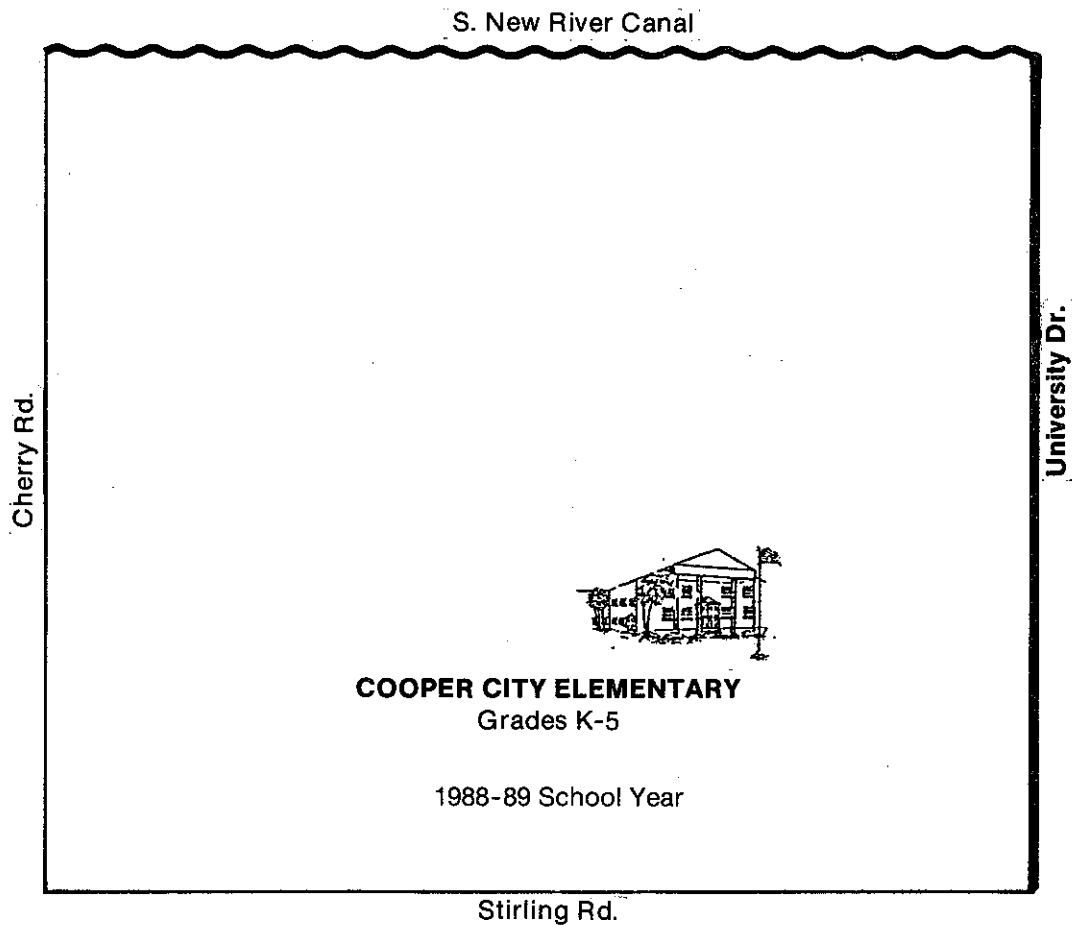 S. New River Canal
Cherry Rd.
University Dr.
COOPER CITY ELEMENTARY
Grades K-5
1988-89 School Year
Stirling Rd.